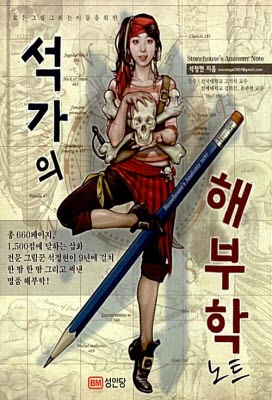 모든그림그리는이들을위한
석가의
해부학
노트
Stonehouse's Anatomy Note
석정현 지음
Stonehouse's Anatomy Note
총 660페이지,
1,500점에 달하는 삽화
전문 그림꾼 석정현이 9년에 걸쳐
한 땀 한 땀 그리고 써낸
명품 해부학!
BM 성안당